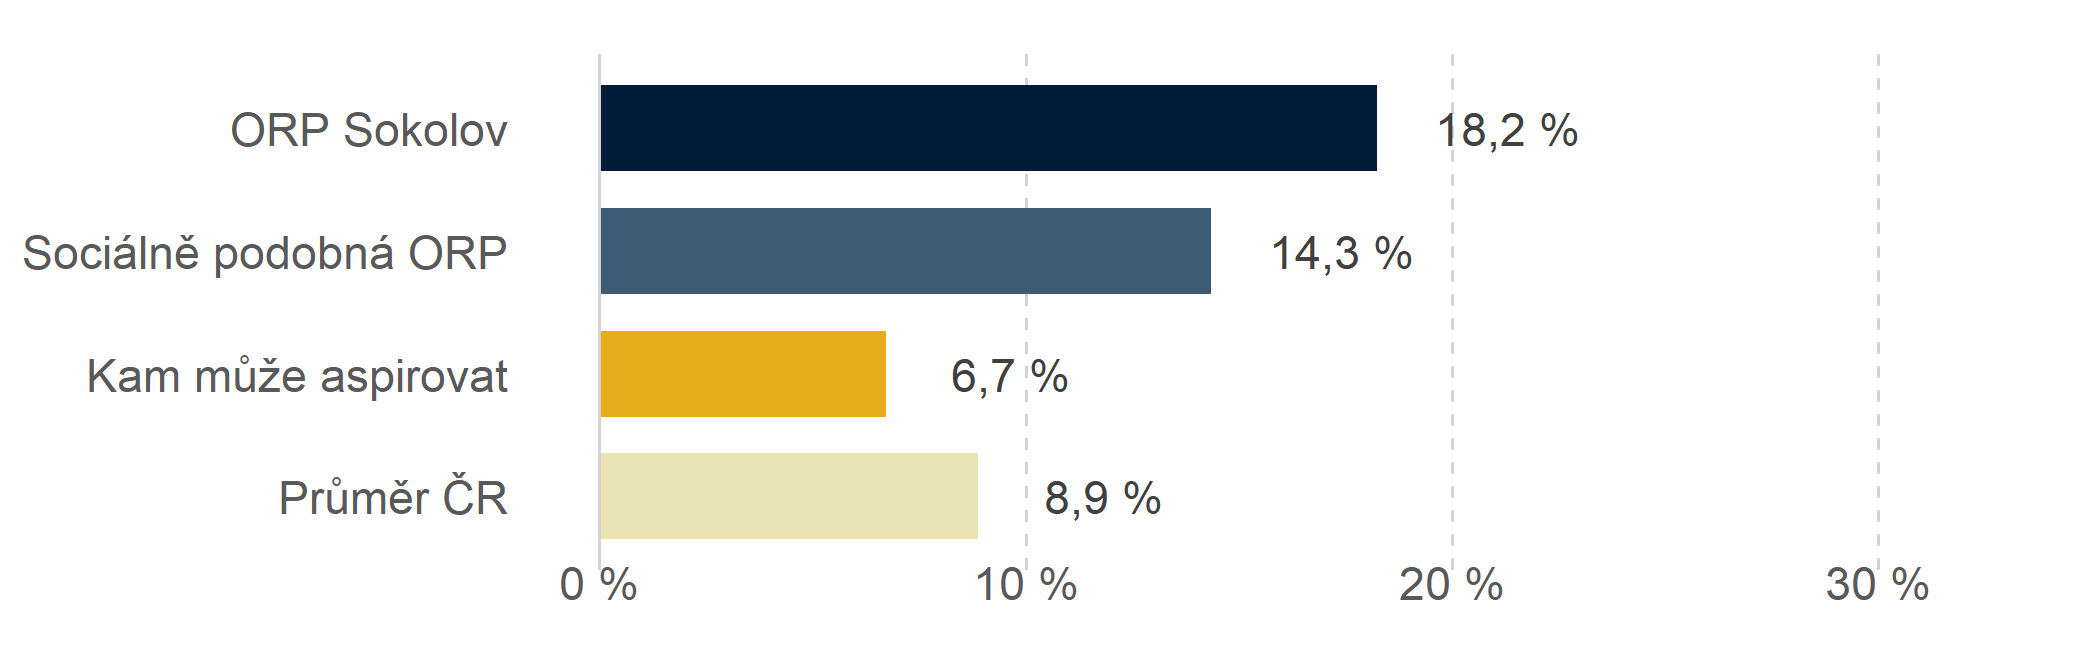 ORP Sokolov 18,2 %
Sociálně podobná ORP 14,3 %
Kam může aspirovat 6,7 %
Průměr ČR 8,9 %
0 % 10 % 20 % 30 %